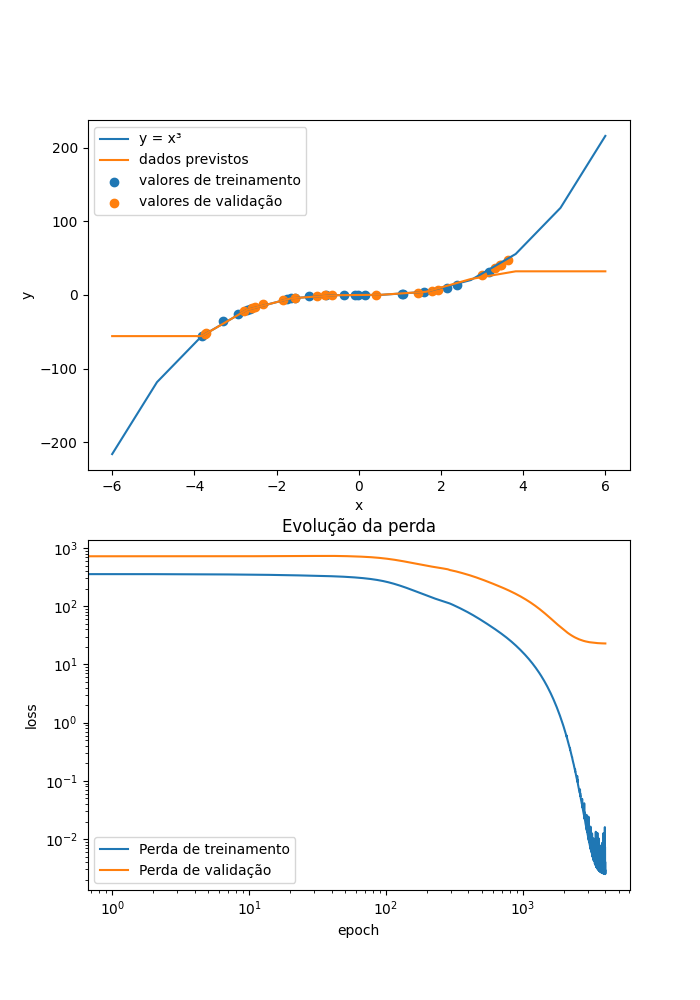 y = x³
dados previstos
valores de treinamento
valores de validação
200
100
0
−100
−200
y
−6 −4 −2 0 2 4 6
x
Evolução da perda
10³
10²
10¹
10⁰
10⁻¹
10⁻²
loss
Perda de treinamento
Perda de validação
10⁰ 10¹ 10² 10³
epoch